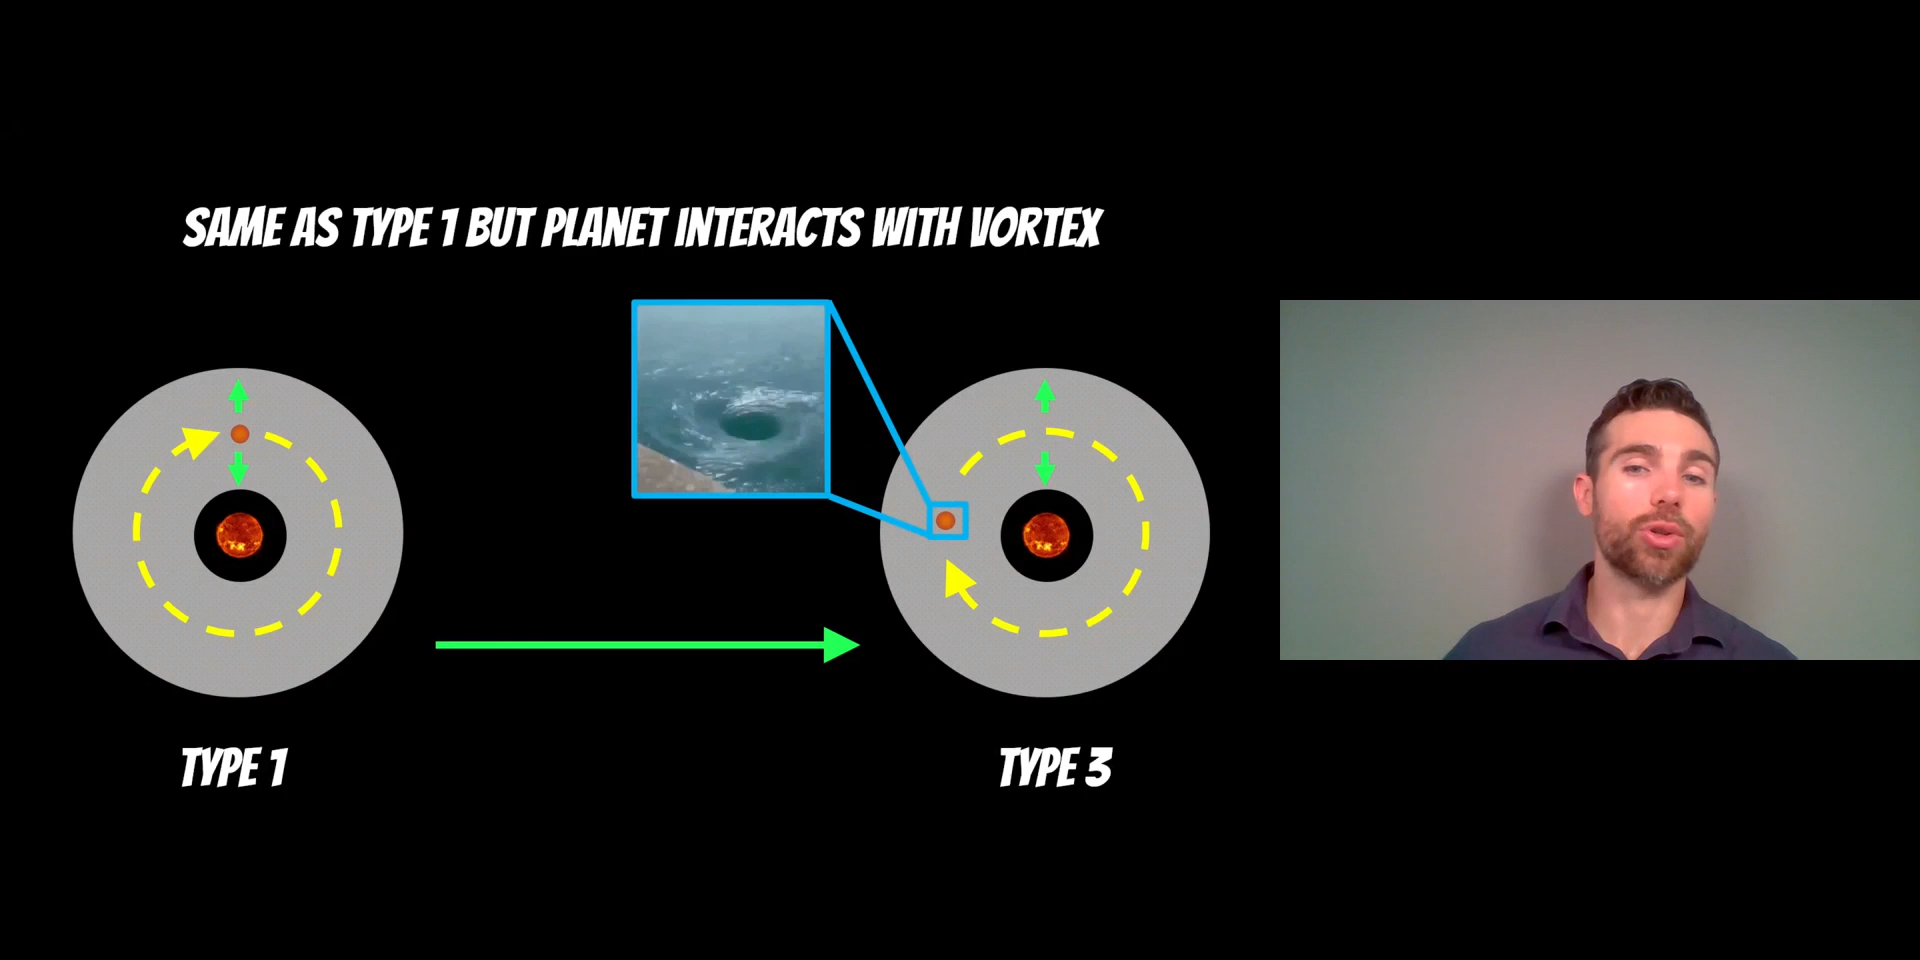 SAME AS TYPE 1 BUT PLANET INTERACTS WITH VORTEX
TYPE 1
TYPE 3